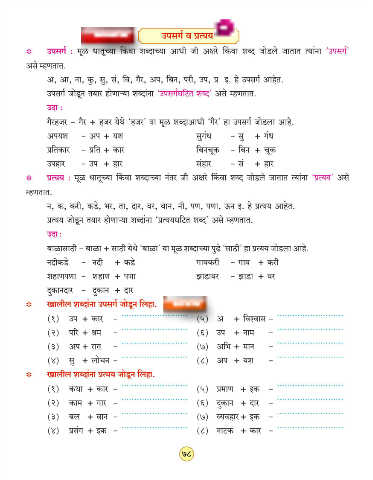 उपसर्ग व प्रत्यय
* उपसर्ग : मूळ धातूच्या किंवा शब्दाच्या आधी जी अक्षरे किंवा शब्द जोडले जातात त्यांना 'उपसर्ग'
असे म्हणतात.
अ, आ, ना, कु, सु, सं, वि, गैर, अप, बिन, परी, उप, प्र इ. हे उपसर्ग आहेत.
उपसर्ग जोडून तयार होणाऱ्या शब्दांना 'उपसर्गघटित शब्द' असे म्हणतात.
उदा :
गैरहजर – गैर + हजर येथे 'हजर' या मूळ शब्दाआधी 'गैर' हा उपसर्ग जोडला आहे.
अपयश – अप + यश सुगंध – सु + गंध
प्रतिकार – प्रति + कार बिनचूक – बिन + चूक
उपहार – उप + हार संहार – सं + हार
* प्रत्यय : मूळ धातूच्या किंवा शब्दाच्या नंतर जी अक्षरे किंवा शब्द जोडले जातात त्यांना 'प्रत्यय' असे
म्हणतात.
न, क, करी, कडे, भर, ता, दार, वर, वान, नी, पण, पणा, ऊन इ. हे प्रत्यय आहेत.
प्रत्यय जोडून तयार होणाऱ्या शब्दांना 'प्रत्ययघटित शब्द' असे म्हणतात.
उदा :
बाळासाठी – बाळा + साठी येथे 'बाळा' या मूळ शब्दाच्या पुढे 'साठी' हा प्रत्यय जोडला आहे.
नदीकडे – नदी + कडे गावकरी – गाव + करी
शहाणपणा – शहाण + पणा झाडावर – झाडा + वर
दुकानदार – दुकान + दार
* खालील शब्दांना उपसर्ग जोडून लिहा.
(१) उप + कार – (५) अ + विश्वास –
(२) परि + श्रम – (६) उप + नाम –
(३) अप + रात – (७) अभि + मान –
(४) सु + लोचन – (८) अप + यश –
* खालील शब्दांना प्रत्यय जोडून लिहा.
(१) कथा + कार – (५) प्रमाण + इक –
(२) काम + गार – (६) दुकान + दार –
(३) बल + वान – (७) व्यवहार + इक –
(४) प्रसंग + इक – (८) नाटक + कार –
७८